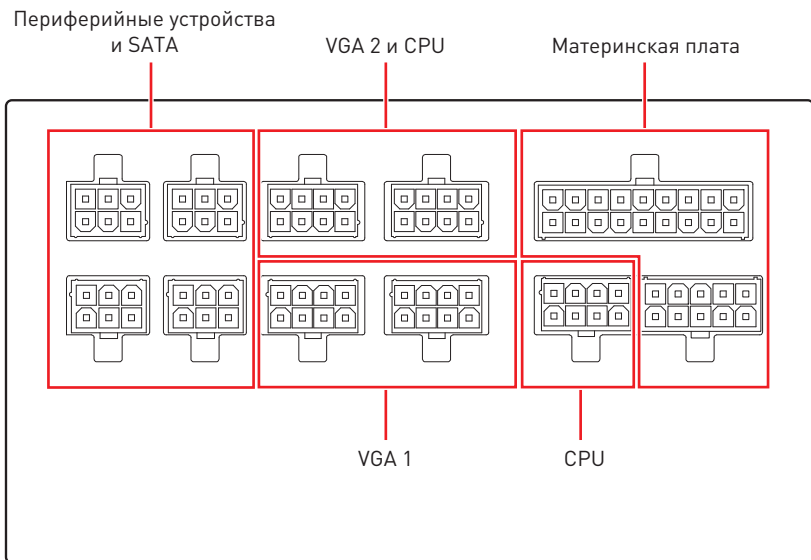 Периферийные устройства
и SATA
VGA 2 и CPU
Материнская плата
VGA 1
CPU